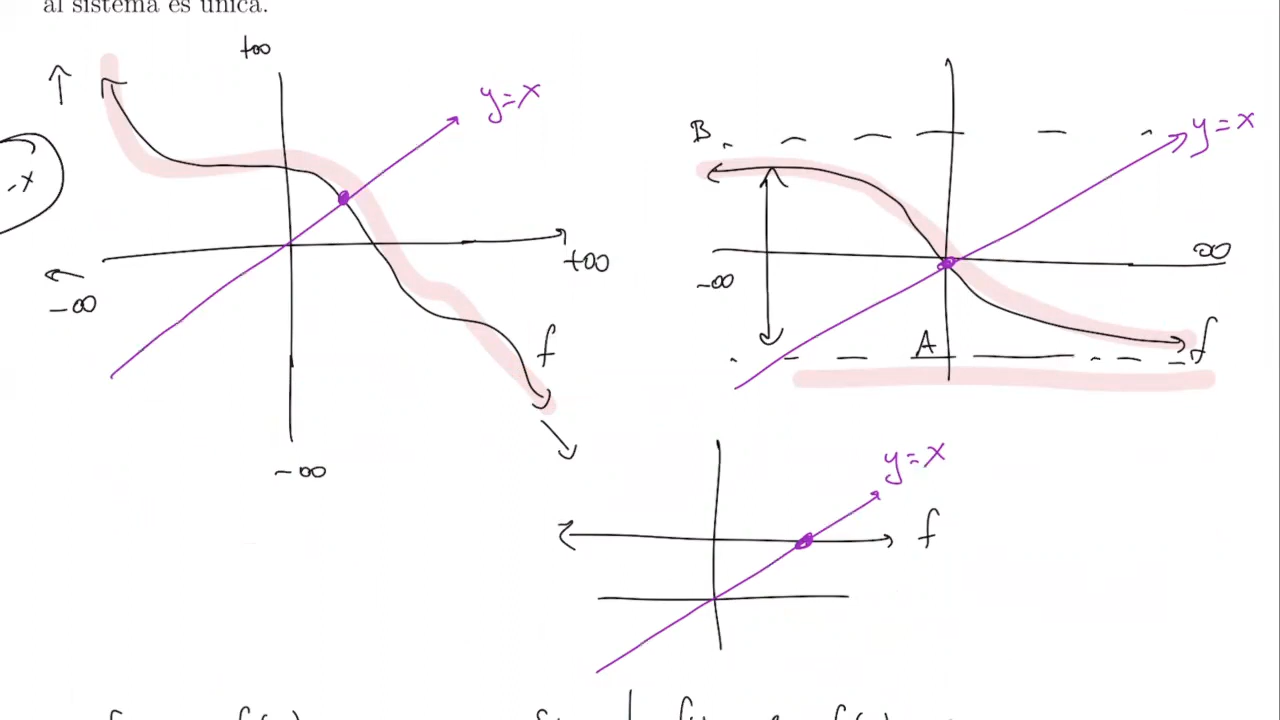 al sistema es única.
+∞
y=x
B
y=x
-x
+∞
-∞
∞
-∞
f
A
f
-∞
y=x
f